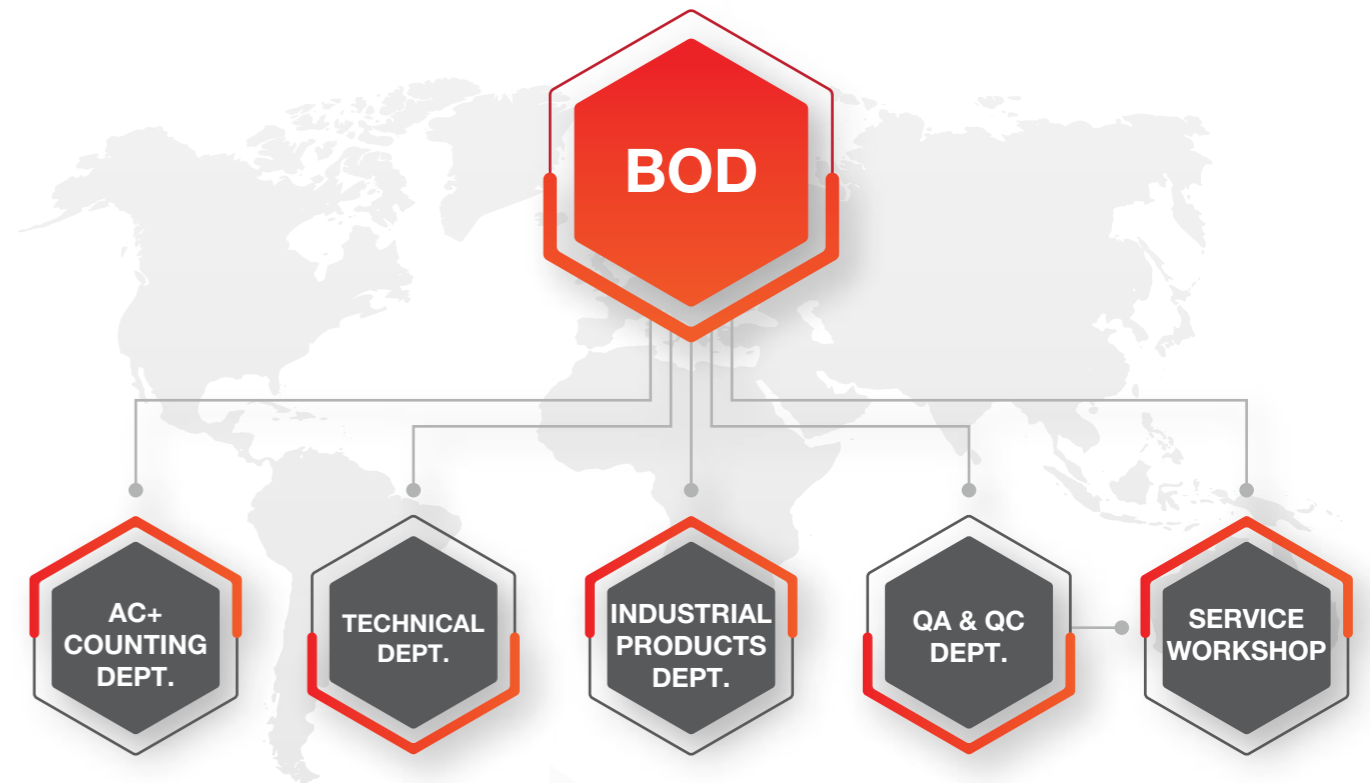 BOD
AC+
COUNTING
DEPT.
TECHNICAL
DEPT.
INDUSTRIAL
PRODUCTS
DEPT.
QA & QC
DEPT.
SERVICE
WORKSHOP